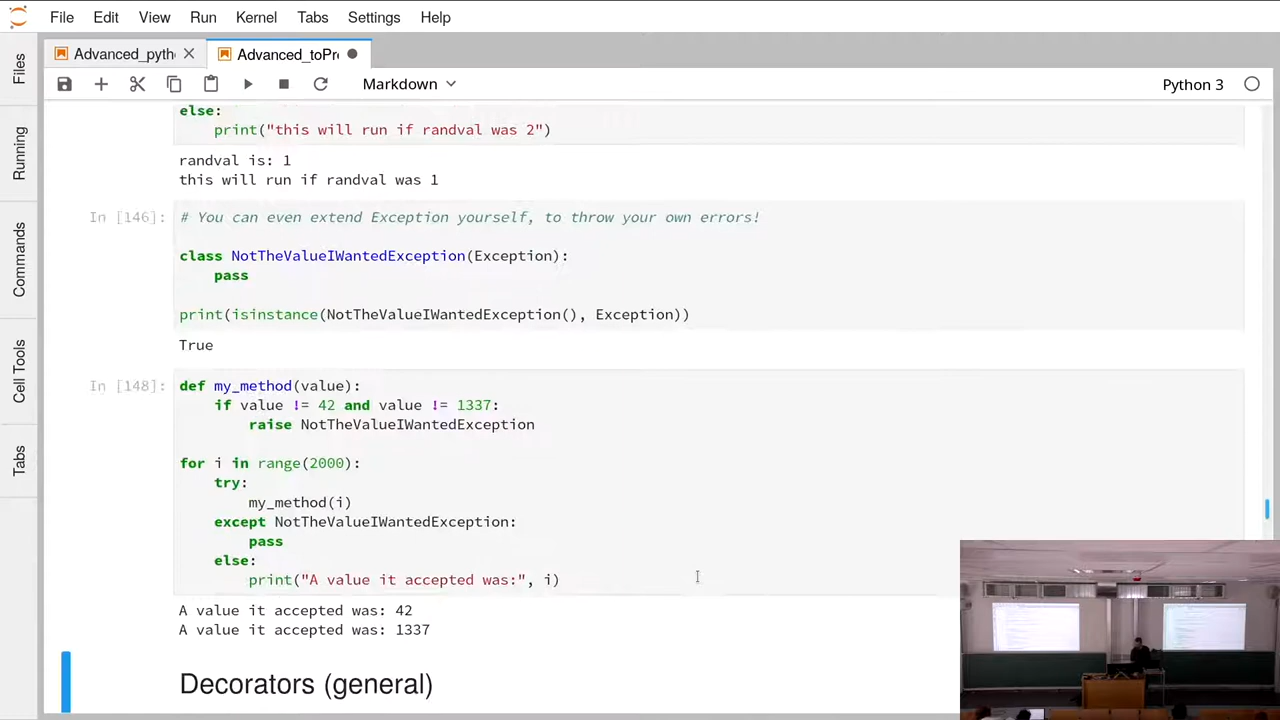 File Edit View Run Kernel Tabs Settings Help
Files
Running
Commands
Cell Tools
Tabs
Advanced_pyth
Advanced_toPr
Markdown
Python 3
else:
print("this will run if randval was 2")
randval is: 1
this will run if randval was 1
In [146]:
# You can even extend Exception yourself, to throw your own errors!
class NotTheValueIWantedException(Exception):
pass
print(isinstance(NotTheValueIWantedException(), Exception))
True
In [148]:
def my_method(value):
if value != 42 and value != 1337:
raise NotTheValueIWantedException
for i in range(2000):
try:
my_method(i)
except NotTheValueIWantedException:
pass
else:
print("A value it accepted was:", i)
A value it accepted was: 42
A value it accepted was: 1337
Decorators (general)